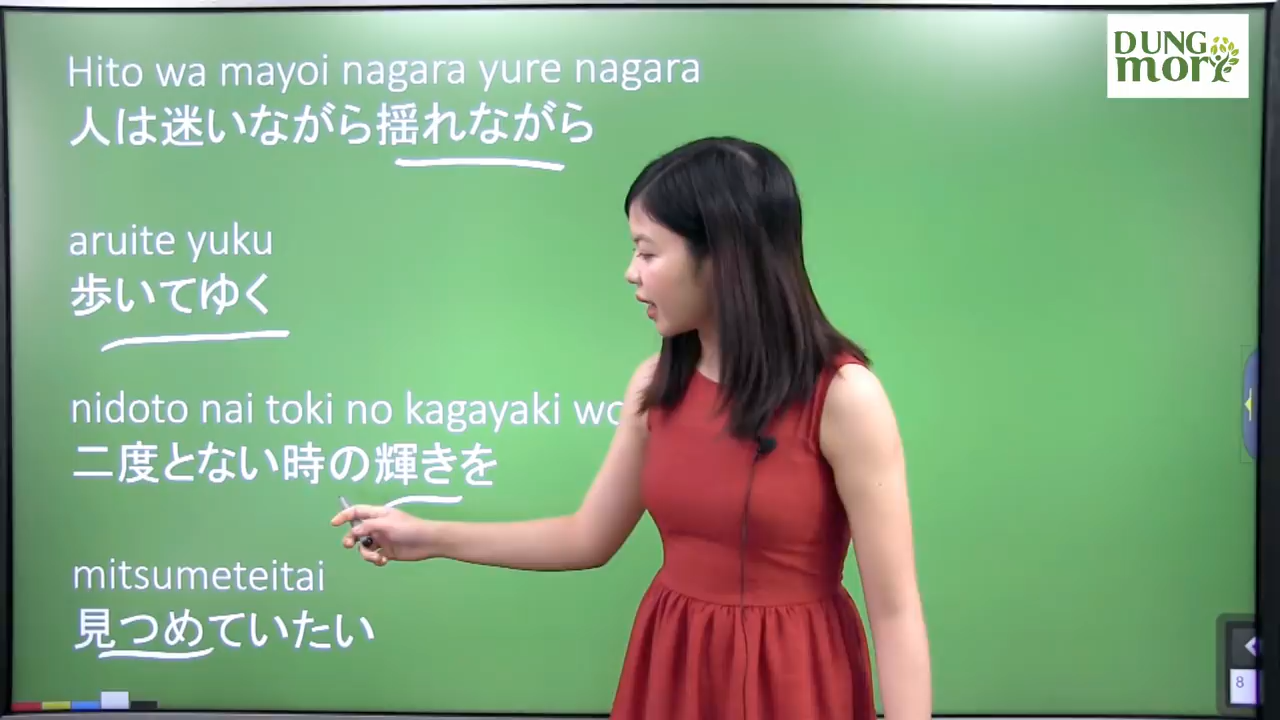 Hito wa mayoi nagara yure nagara
人は迷いながら揺れながら
aruite yuku
歩いてゆく
nidoto nai toki no kagayaki wo
二度とない時の輝きを
mitsumeteitai
見つめていたい
DUNG
mori
8